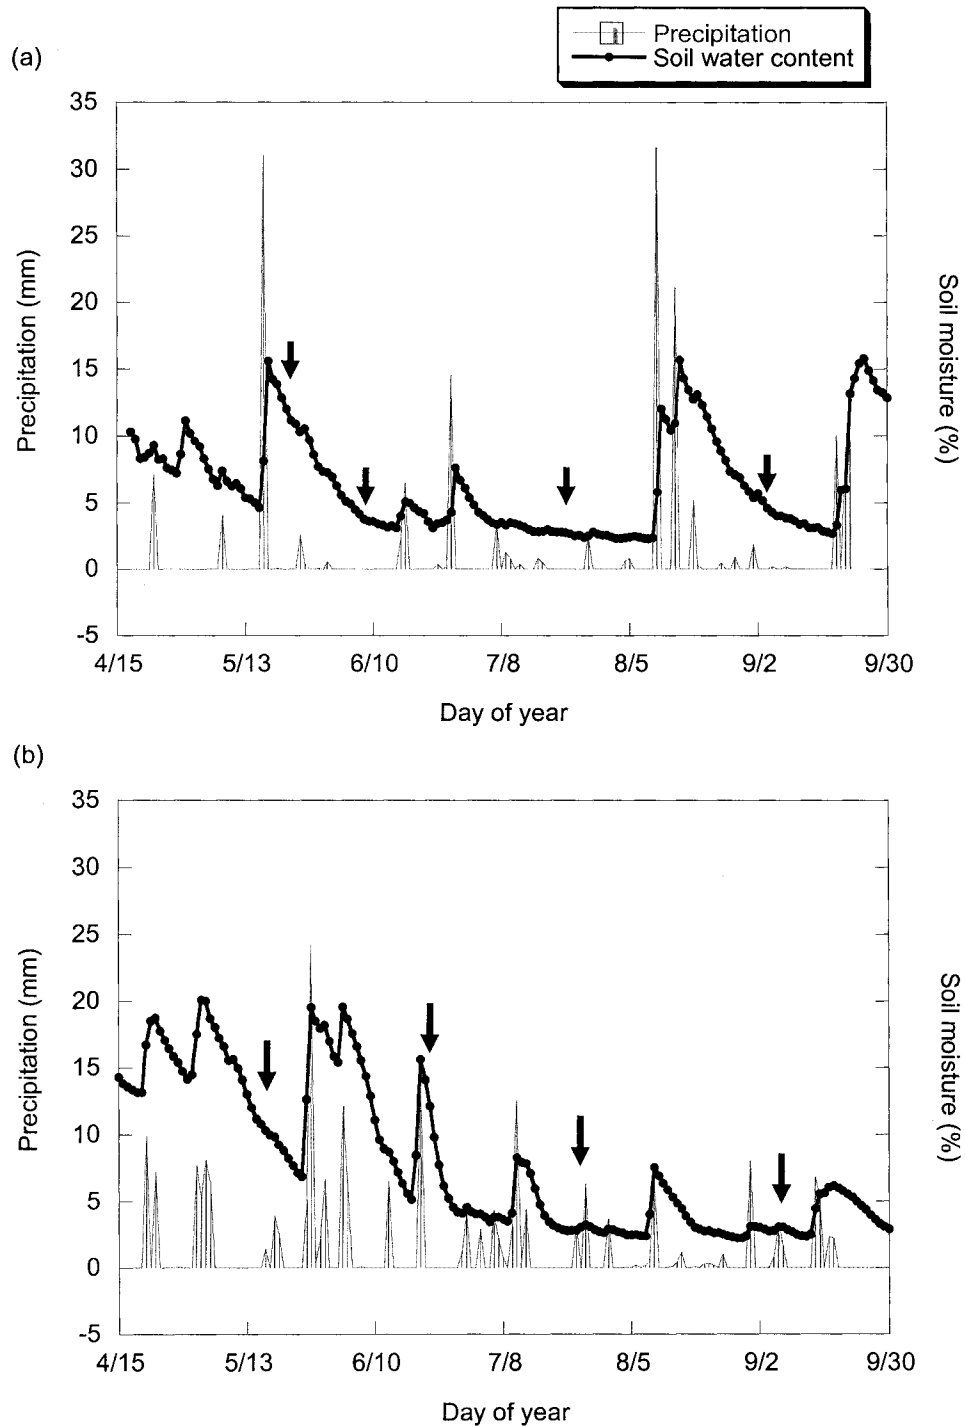 Precipitation
Soil water content
(a)
35
30
25
20
15
10
5
0
-5
Precipitation (mm)
Soil moisture (%)
4/15 5/13 6/10 7/8 8/5 9/2 9/30
Day of year
(b)
35
30
25
20
15
10
5
0
-5
Precipitation (mm)
Soil moisture (%)
4/15 5/13 6/10 7/8 8/5 9/2 9/30
Day of year